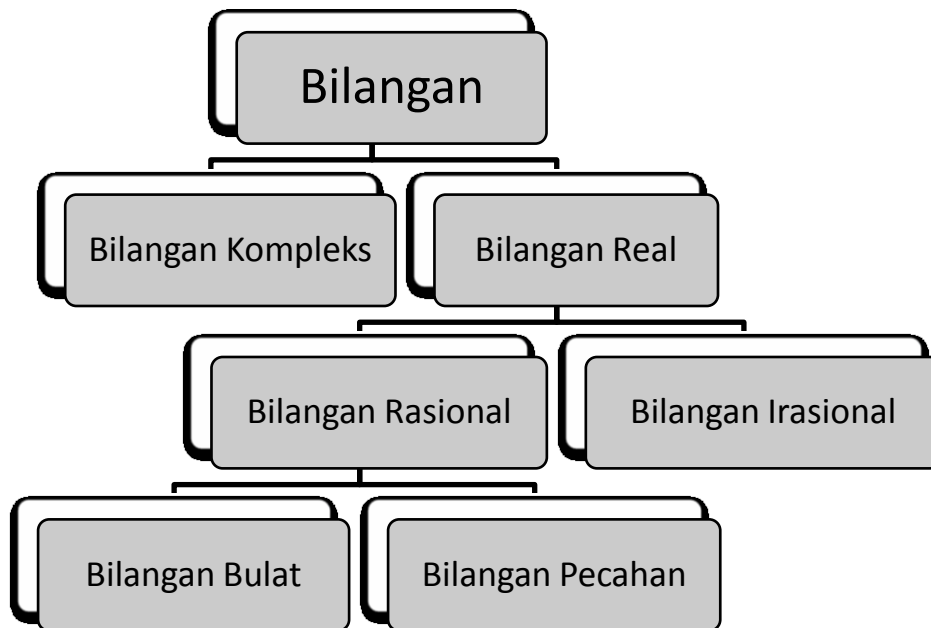 Bilangan
Bilangan Kompleks
Bilangan Real
Bilangan Rasional
Bilangan Irasional
Bilangan Bulat
Bilangan Pecahan